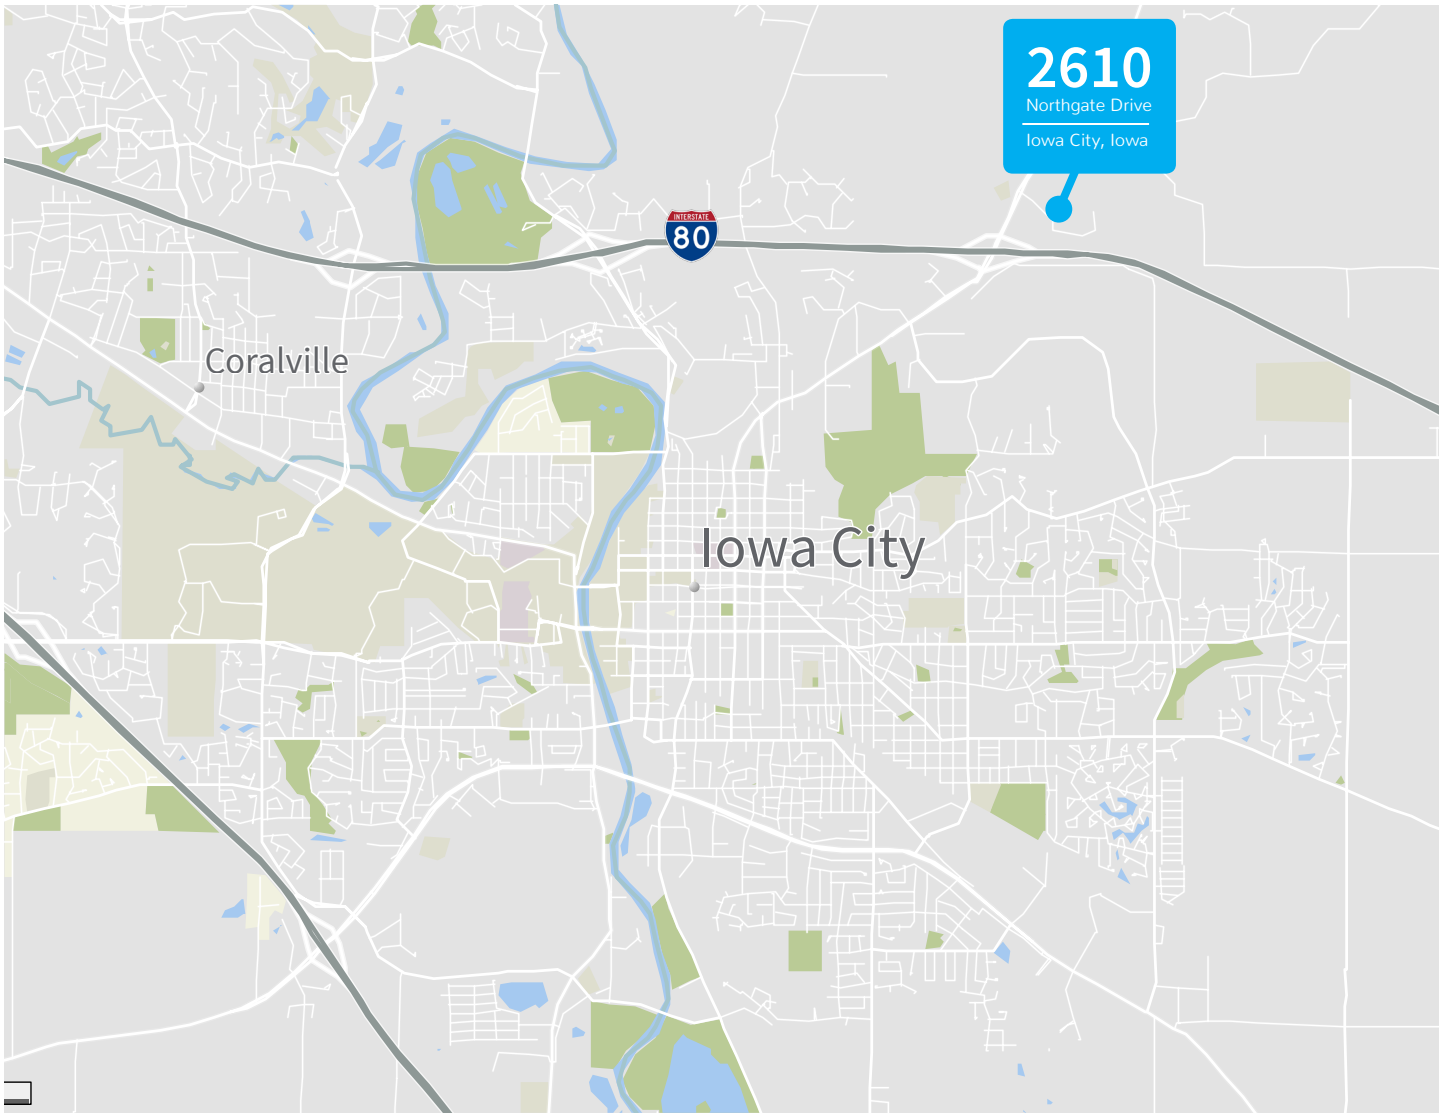 2610
Northgate Drive
Iowa City, Iowa
INTERSTATE
80
Coralville
Iowa City